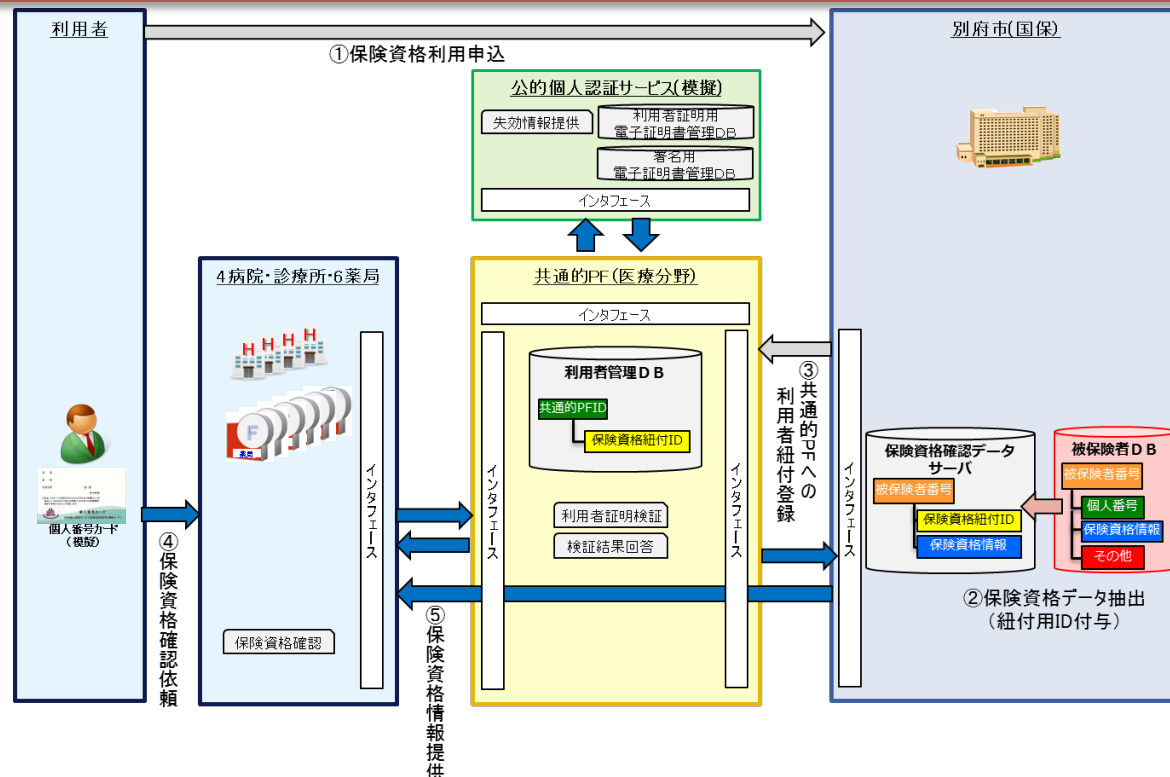 利用者
①保険資格利用申込
別府市(国保)
公的個人認証サービス(模擬)
失効情報提供
利用者証明用
電子証明書管理DB
署名用
電子証明書管理DB
インタフェース
4病院・診療所・6薬局
H
H
H
H
F
薬局
インタフェース
保険資格確認
共通的PF(医療分野)
インタフェース
利用者管理DB
共通的PFID
保険資格紐付ID
利用者証明検証
検証結果回答
インタフェース
インタフェース
③共通的PFへの
利用者紐付登録
インタフェース
保険資格確認データ
サーバ
被保険者番号
保険資格紐付ID
保険資格情報
被保険者DB
被保険者番号
個人番号
保険資格情報
その他
②保険資格データ抽出
(紐付用ID付与)
個人番号カード
(模擬)
④保険資格確認依頼
⑤保険資格情報提供